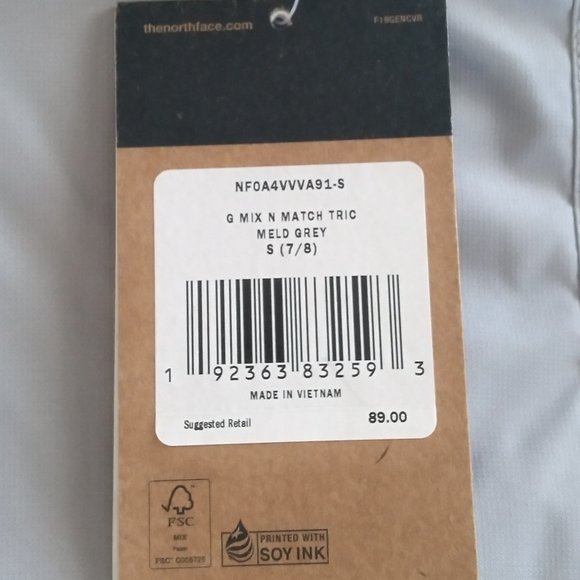 thenorthface.com F19GENCVR
NF0A4VVVA91-S
G MIX N MATCH TRIC
MELD GREY
S (7/8)
1 92363 83259 3
MADE IN VIETNAM
Suggested Retail 89.00
FSC
MIX
Paper
PRINTED WITH
SOY INK